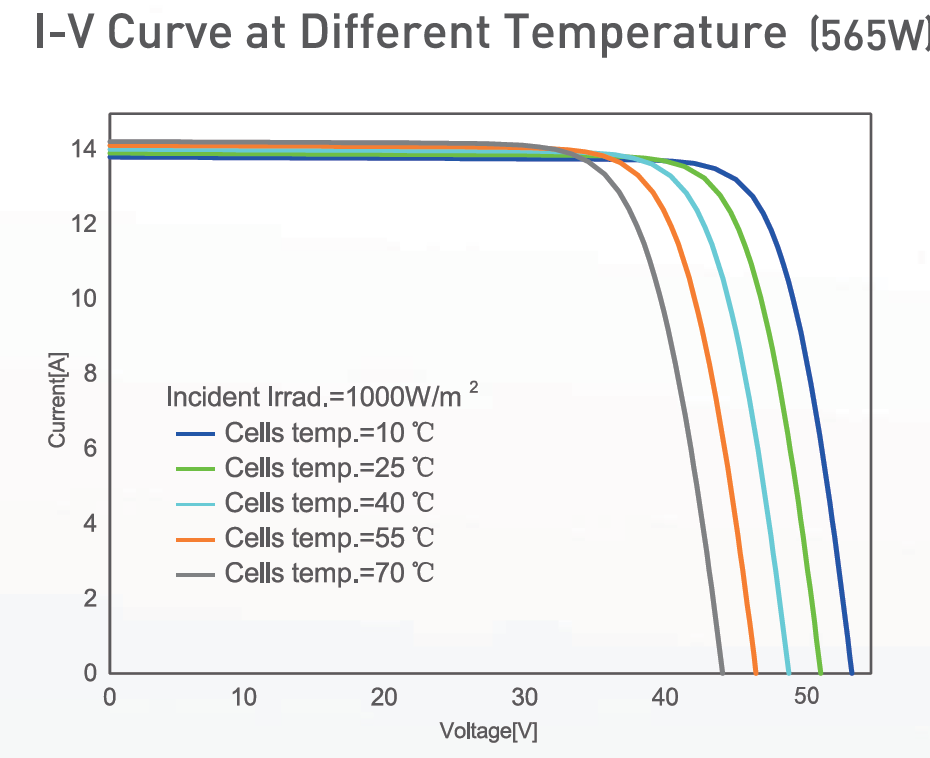 I-V Curve at Different Temperature (565W)
14
12
10
8
6
4
2
0
Current[A]
Incident Irrad.=1000W/m ²
Cells temp.=10 ℃
Cells temp.=25 ℃
Cells temp.=40 ℃
Cells temp.=55 ℃
Cells temp.=70 ℃
0 10 20 30 40 50
Voltage[V]